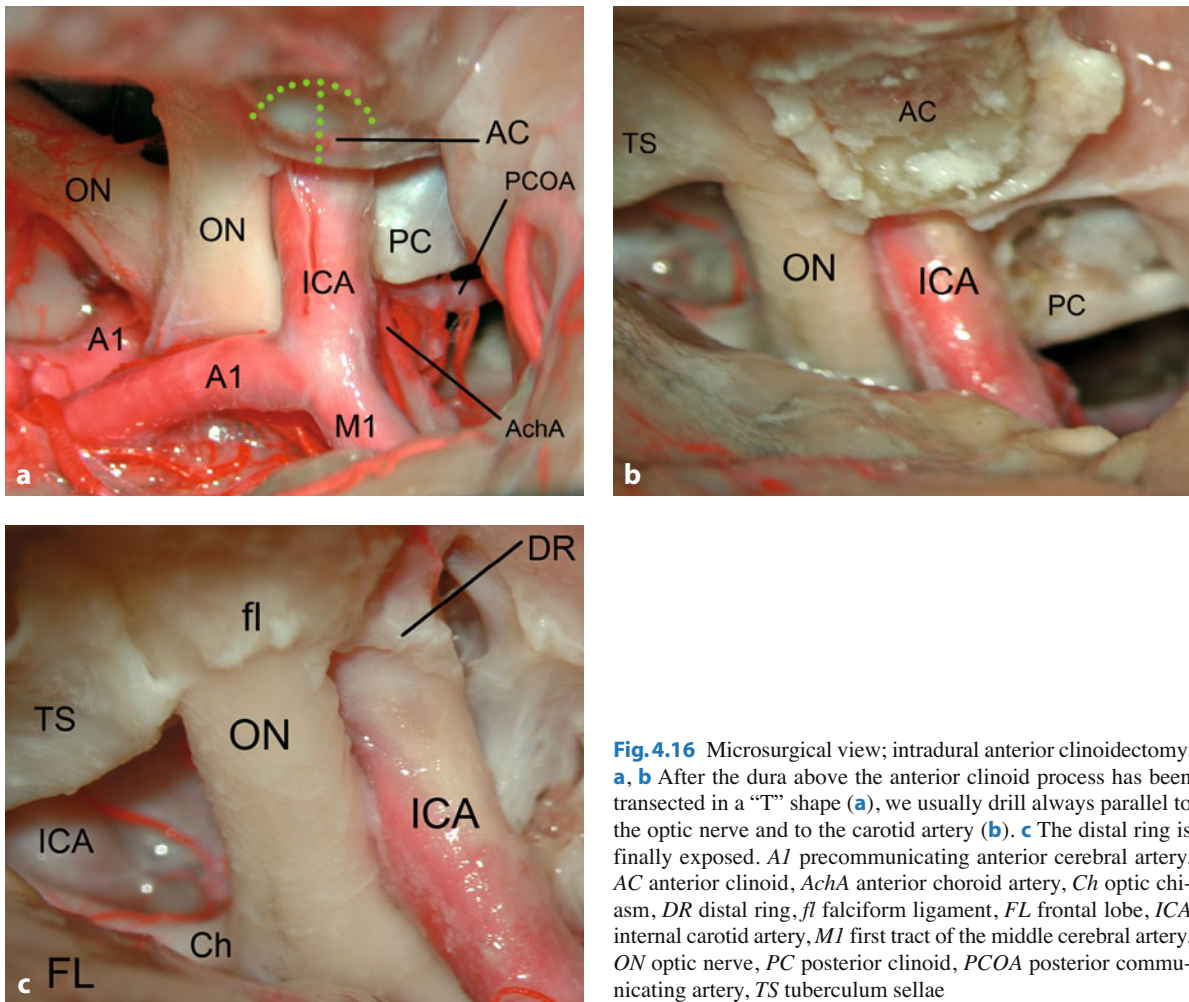 AC
PCOA
ON
ON
PC
ICA
A1
A1
M1
AchA
a
AC
TS
ON
ICA
PC
b
DR
fl
TS
ON
ICA
ICA
Ch
FL
c
Fig. 4.16 Microsurgical view; intradural anterior clinoidectomy.
a, b After the dura above the anterior clinoid process has been
transected in a “T” shape (a), we usually drill always parallel to
the optic nerve and to the carotid artery (b). c The distal ring is
finally exposed. A1 precommunicating anterior cerebral artery,
AC anterior clinoid, AchA anterior choroid artery, Ch optic chi-
asm, DR distal ring, fl falciform ligament, FL frontal lobe, ICA
internal carotid artery, M1 first tract of the middle cerebral artery,
ON optic nerve, PC posterior clinoid, PCOA posterior commu-
nicating artery, TS tuberculum sellae